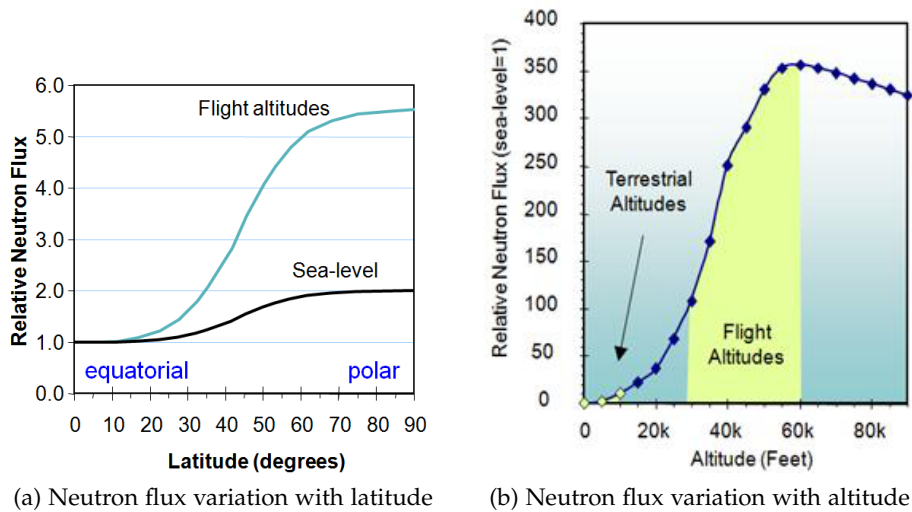 Relative Neutron Flux
6.0
5.0
4.0
3.0
2.0
1.0
0.0
Flight altitudes
Sea-level
equatorial
polar
0 10 20 30 40 50 60 70 80 90
Latitude (degrees)
(a) Neutron flux variation with latitude
Relative Neutron Flux (sea-level=1)
400
350
300
250
200
150
100
50
0
Terrestrial
Altitudes
Flight
Altitudes
0 20k 40k 60k 80k
Altitude (Feet)
(b) Neutron flux variation with altitude